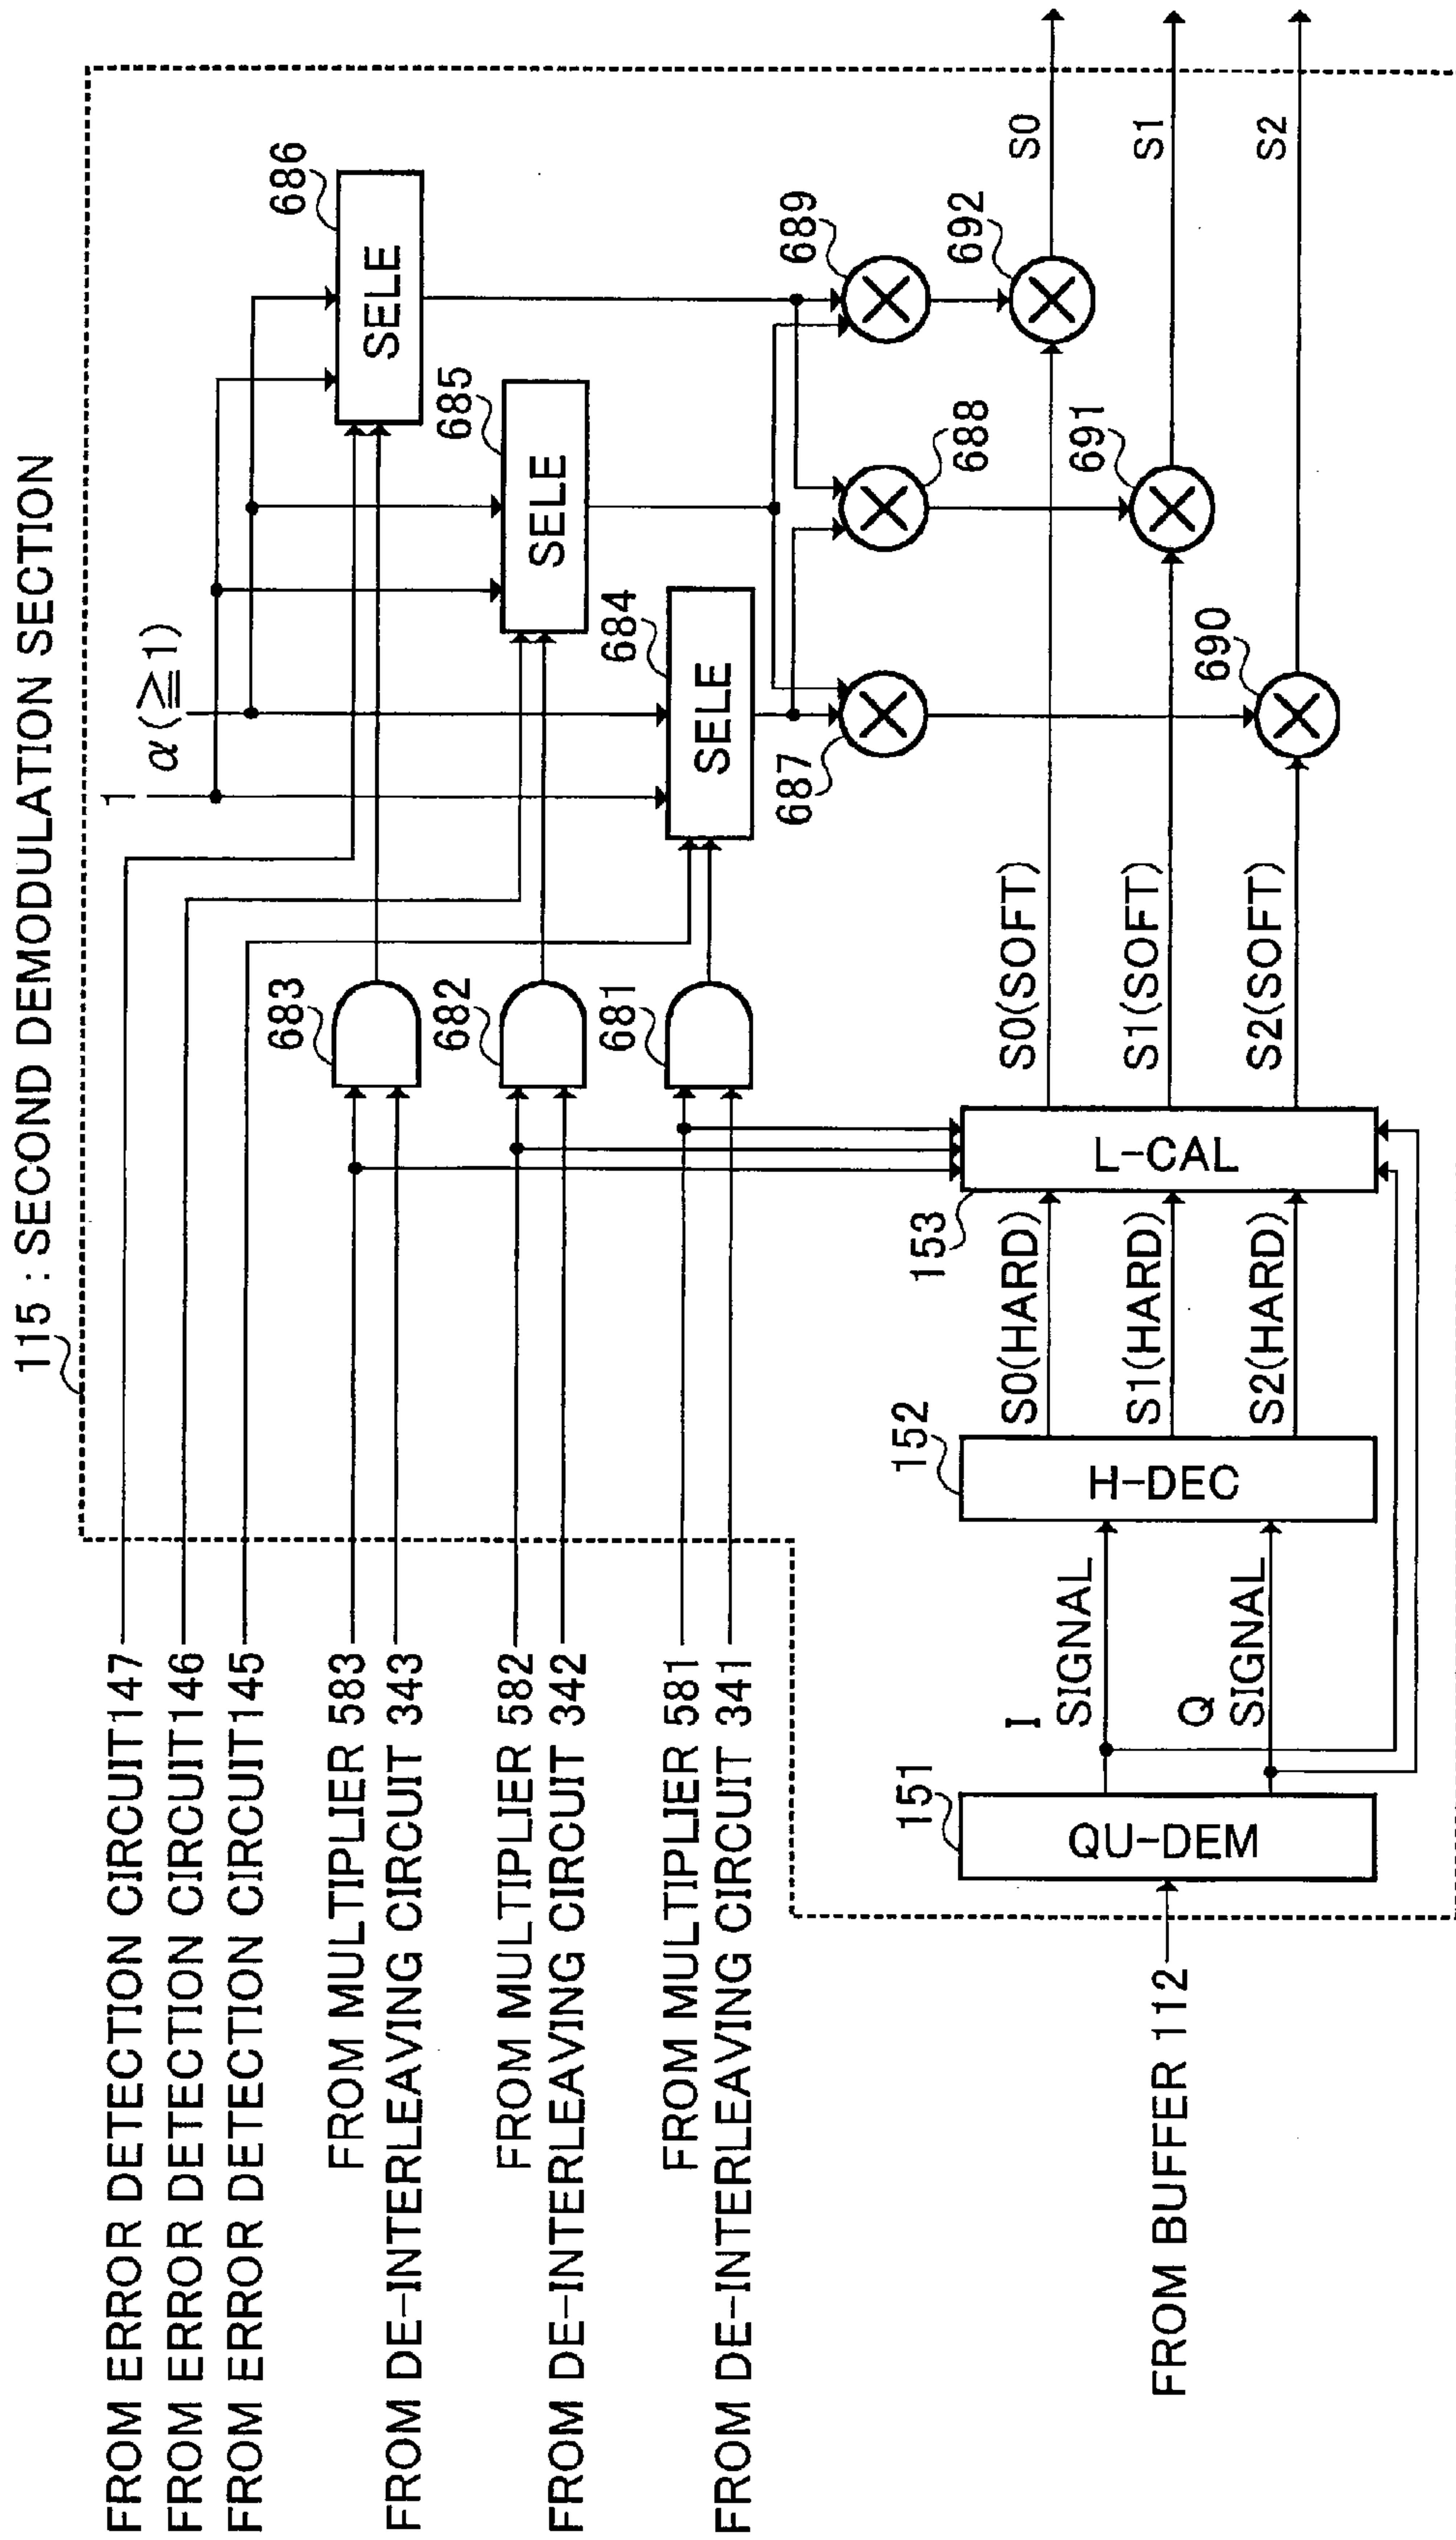 115 : SECOND DEMODULATION SECTION
FROM ERROR DETECTION CIRCUIT147
FROM ERROR DETECTION CIRCUIT146
FROM ERROR DETECTION CIRCUIT145
FROM MULTIPLIER 583
FROM DE-INTERLEAVING CIRCUIT 343
FROM MULTIPLIER 582
FROM DE-INTERLEAVING CIRCUIT 342
FROM MULTIPLIER 581
FROM DE-INTERLEAVING CIRCUIT 341
FROM BUFFER 112
1
α(≧1)
683
682
681
686
SELE
685
SELE
684
SELE
689
688
687
692
691
690
151
QU-DEM
I
SIGNAL
Q
SIGNAL
152
H-DEC
S0(HARD)
S1(HARD)
S2(HARD)
153
L-CAL
S0(SOFT)
S1(SOFT)
S2(SOFT)
S0
S1
S2